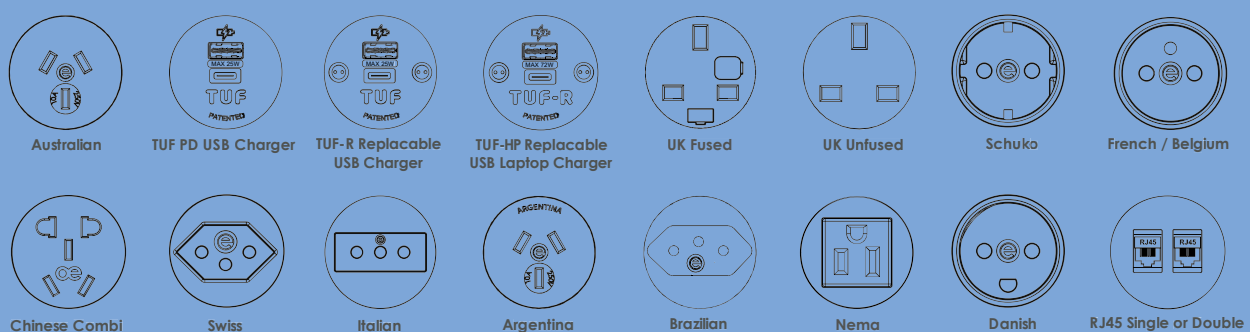 MAX 25W
TUF
PATENTED
MAX 25W
TUF
PATENTED
MAX 72W
TUF-R
PATENTED
Australian
TUF PD USB Charger
TUF-R Replacable
USB Charger
TUF-HP Replacable
USB Laptop Charger
UK Fused
UK Unfused
Schuko
French / Belgium
ARGENTINA
RJ45 RJ45
Chinese Combi
Swiss
Italian
Argentina
Brazilian
Nema
Danish
RJ45 Single or Double